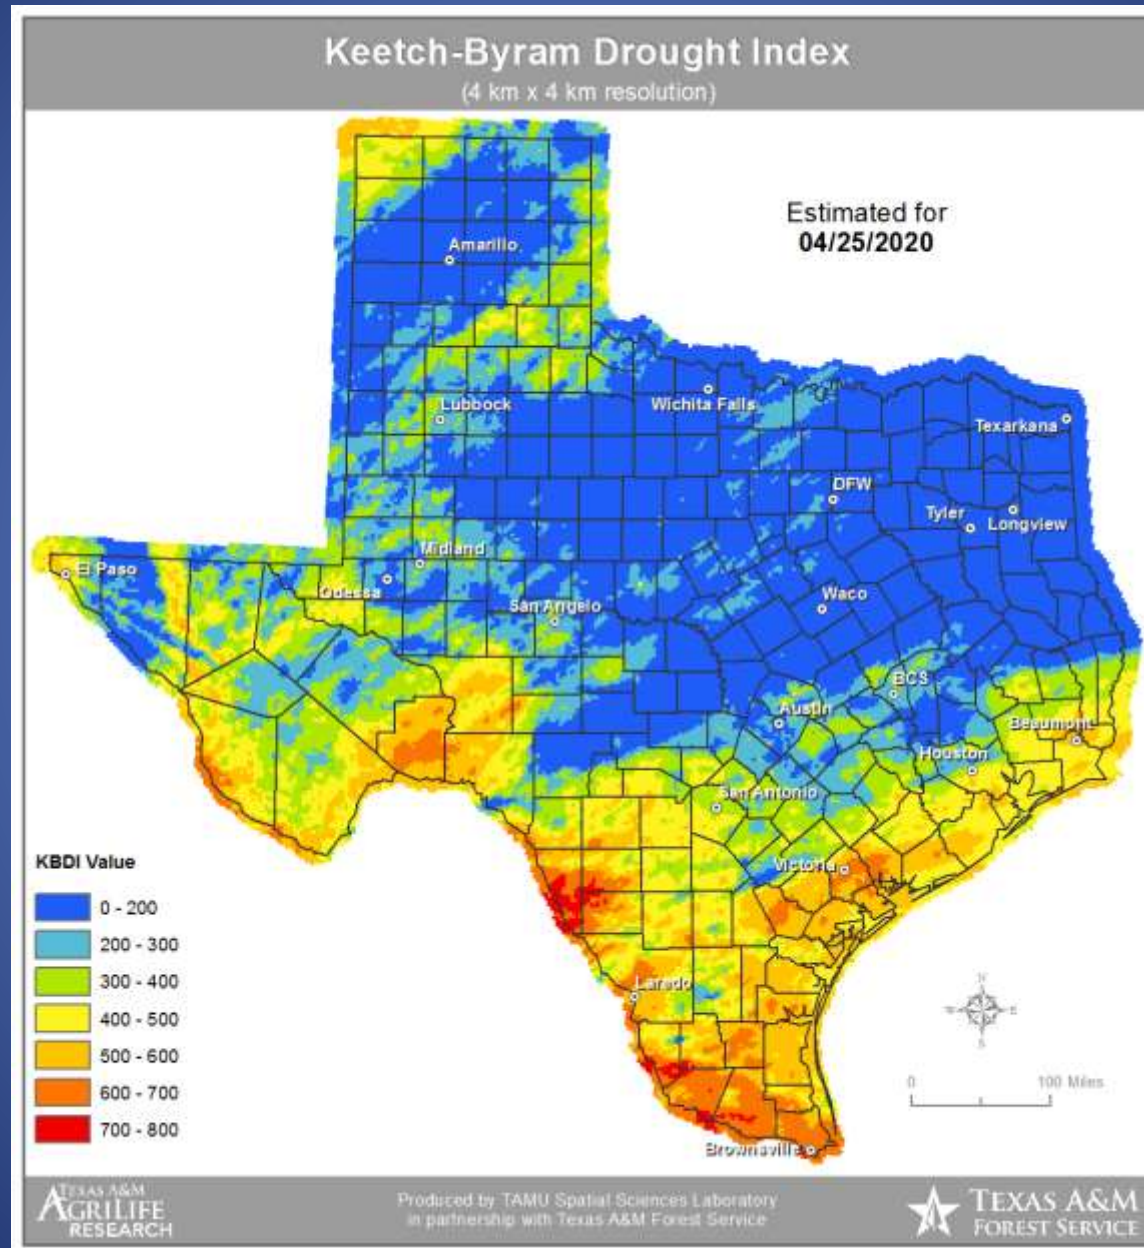 Keetch-Byram Drought Index
(4 km x 4 km resolution)
Estimated for
04/25/2020
Amarillo
Lubbock
Wichita Falls
Texarkana
DFW
Tyler
Longview
Midland
El Paso
Odessa
San Angelo
Waco
BCS
Austin
Beaumont
Houston
San Antonio
Victoria
Laredo
Brownsville
KBDI Value
0 - 200
200 - 300
300 - 400
400 - 500
500 - 600
600 - 700
700 - 800
N
W E
S
0 100 Miles
TEXAS A&M
AGRILIFE
RESEARCH
Produced by TAMU Spatial Sciences Laboratory
in partnership with Texas A&M Forest Service
TEXAS A&M
FOREST SERVICE